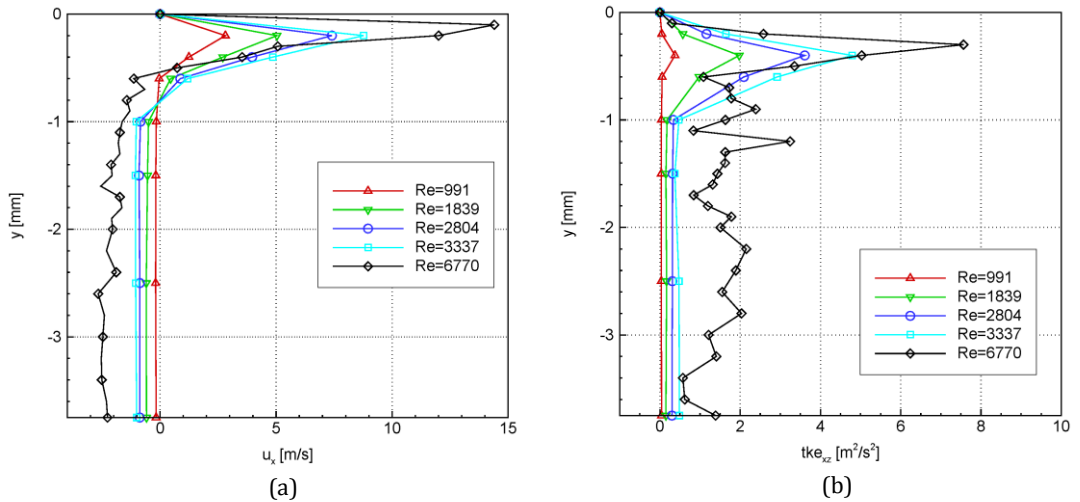 0
-1
-2
-3
y [mm]
0
5
10
15
u_x [m/s]
Re=991
Re=1839
Re=2804
Re=3337
Re=6770
(a)
0
-1
-2
-3
y [mm]
0
2
4
6
8
10
tke_xz [m²/s²]
Re=991
Re=1839
Re=2804
Re=3337
Re=6770
(b)